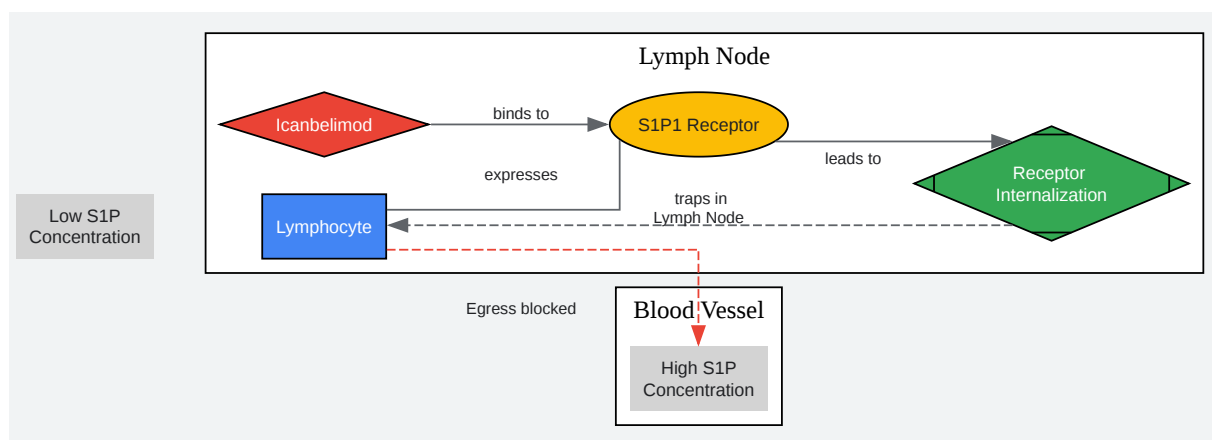 Lymph Node
Icanbelimod
binds to
S1P1 Receptor
leads to
Receptor
Internalization
expresses
Low S1P
Concentration
Lymphocyte
traps in
Lymph Node
Egress blocked
Blood Vessel
High S1P
Concentration